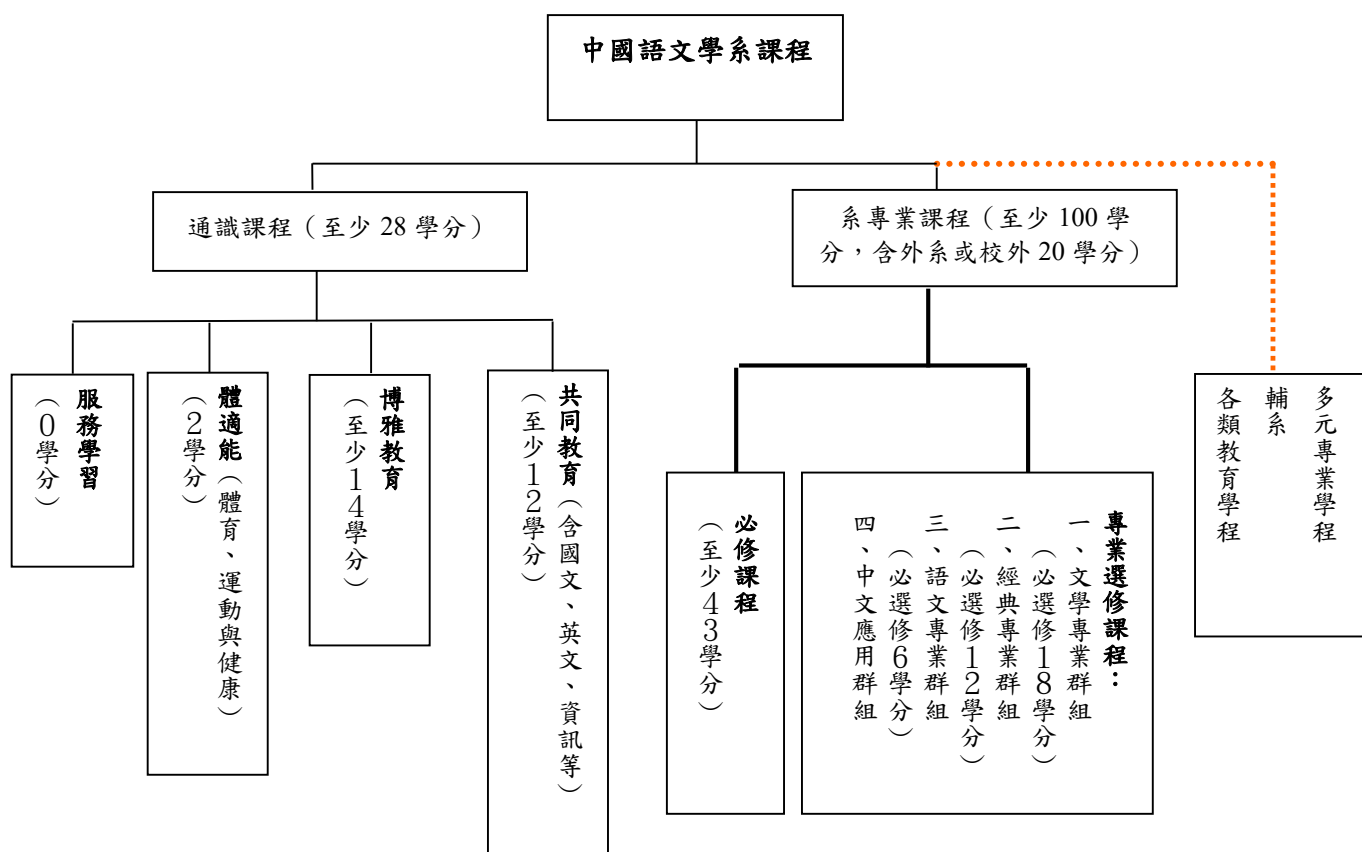 中國語文學系課程
通識課程（至少 28 學分）
系專業課程（至少 100 學
分，含外系或校外 20 學分）
服務學習
（0學分）
體適能（體育、運動與健康）
（2學分）
博雅教育
（至少14學分）
共同教育（含國文、英文、資訊等）
（至少12學分）
必修課程
（至少43學分）
專業選修課程：
一、文學專業群組
（必選修18學分）
二、經典專業群組
（必選修12學分）
三、語文專業群組
（必選修6學分）
四、中文應用群組
多元專業學程
輔系
各類教育學程